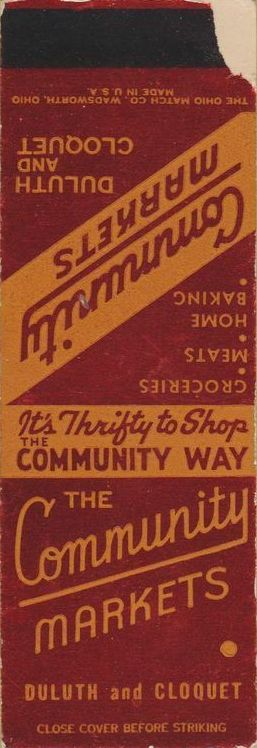 THE OHIO MATCH CO. WADSWORTH, OHIO
MADE IN U.S.A.
DULUTH
AND
CLOQUET
Community
MARKETS
GROCERIES
• MEATS •
HOME
BAKING
It's Thrifty to Shop
THE
COMMUNITY WAY
THE
Community
MARKETS
DULUTH and CLOQUET
CLOSE COVER BEFORE STRIKING